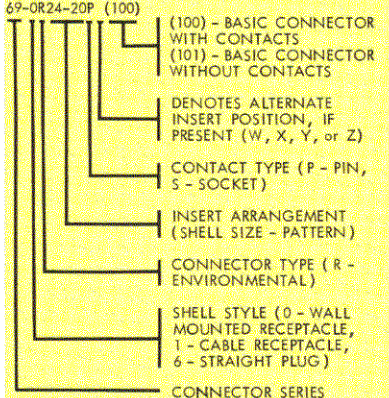 69-0R24-20P (100)
(100) - BASIC CONNECTOR
WITH CONTACTS
(101) - BASIC CONNECTOR
WITHOUT CONTACTS
DENOTES ALTERNATE
INSERT POSITION, IF
PRESENT (W, X, Y, or Z)
CONTACT TYPE (P - PIN,
S - SOCKET)
INSERT ARRANGEMENT
(SHELL SIZE - PATTERN)
CONNECTOR TYPE (R -
ENVIRONMENTAL)
SHELL STYLE (0 - WALL
MOUNTED RECEPTACLE,
1 - CABLE RECEPTACLE,
6 - STRAIGHT PLUG)
CONNECTOR SERIES